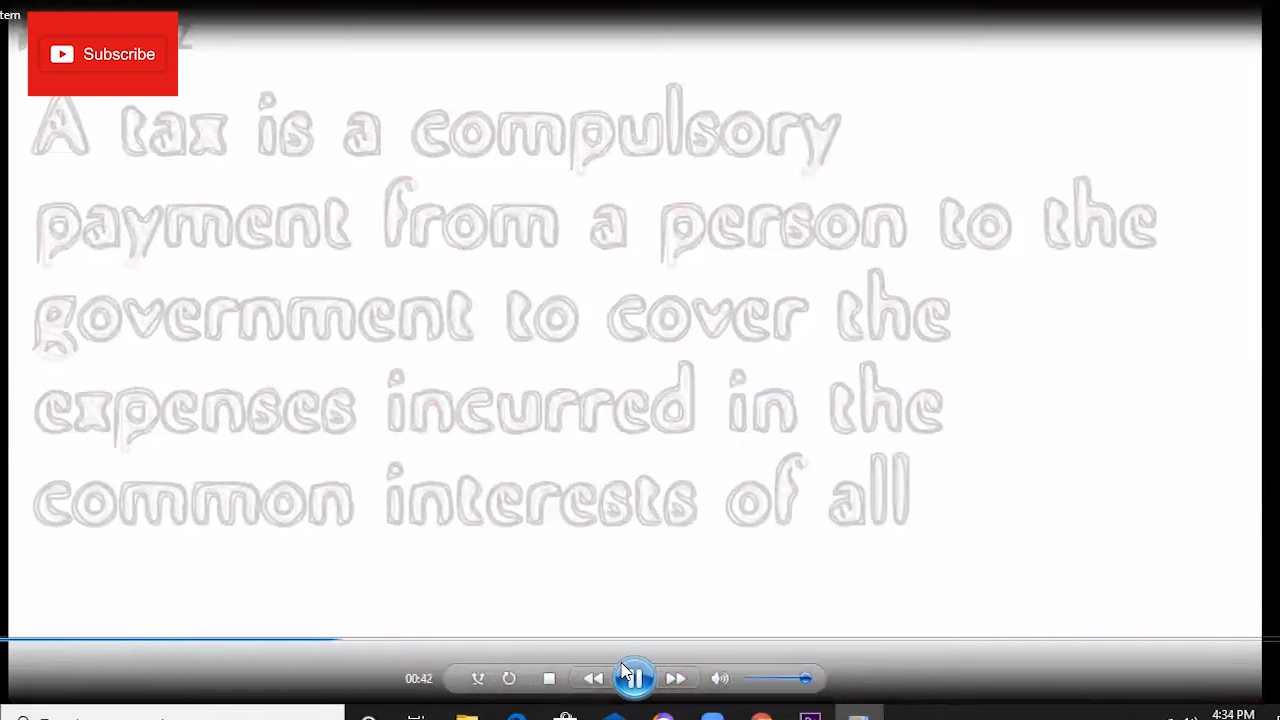 tem
Subscribe
A tax is a compulsory
payment from a person to the
government to cover the
expenses incurred in the
common interests of all
00:42
4:34 PM